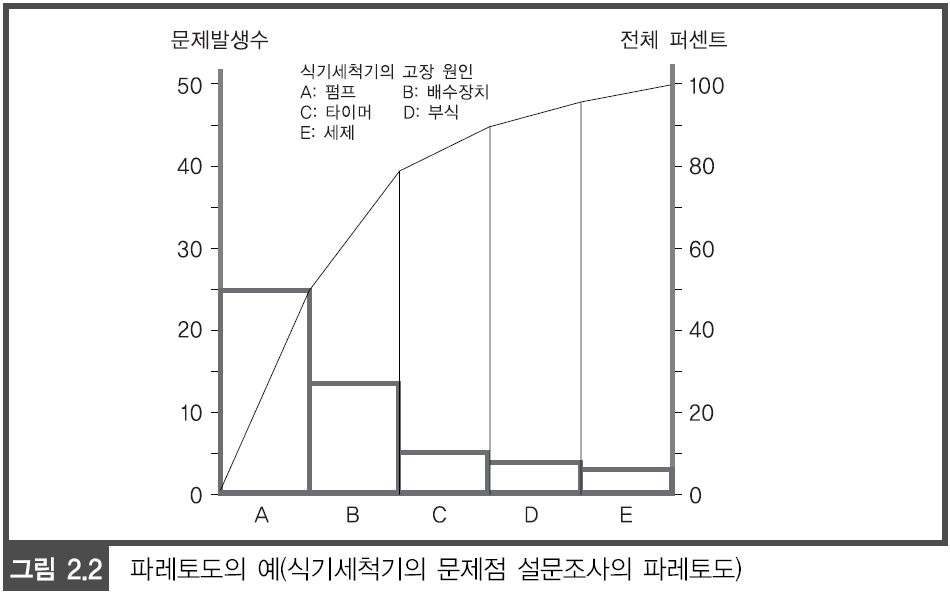 문제발생수 전체 퍼센트
식기세척기의 고장 원인
A: 펌프 B: 배수장치
C: 타이머 D: 부식
E: 세제
50 100
40 80
30 60
20 40
10 20
0 0
A B C D E
그림 2.2 파레토도의 예(식기세척기의 문제점 설문조사의 파레토도)